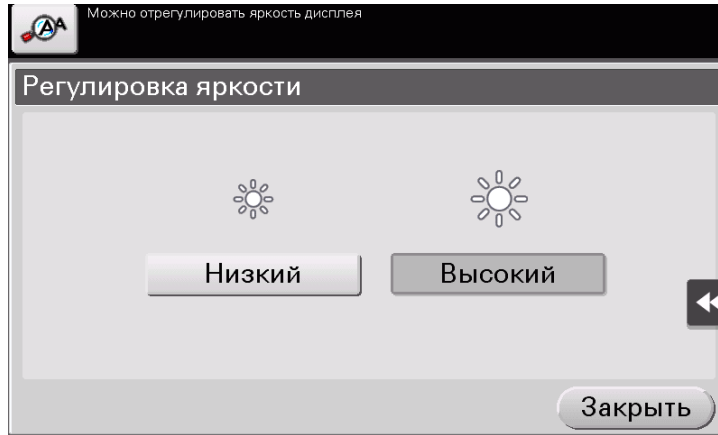 Можно отрегулировать яркость дисплея
Регулировка яркости
Низкий
Высокий
Закрыть